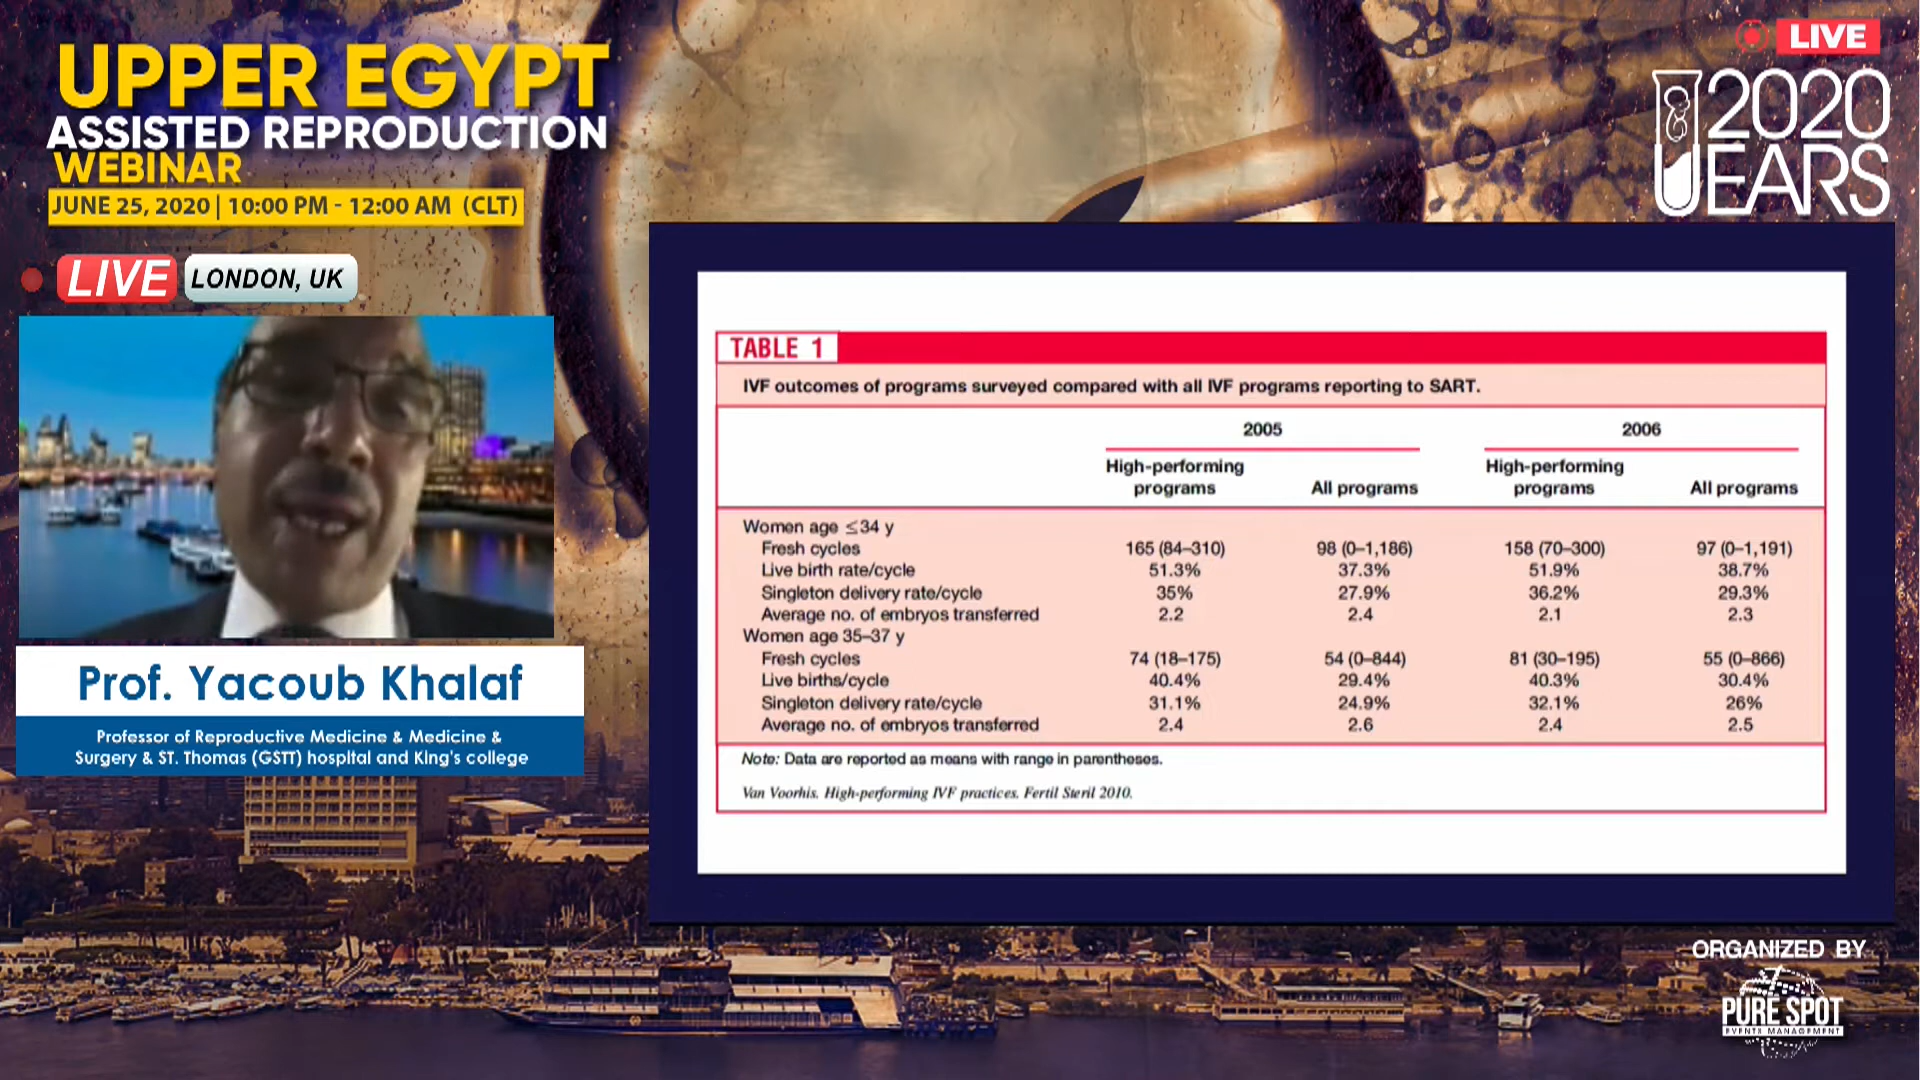 UPPER EGYPT
ASSISTED REPRODUCTION
WEBINAR
JUNE 25, 2020 | 10:00 PM - 12:00 AM (CLT)
LIVE
2020
YEARS
LIVE
LONDON, UK
Prof. Yacoub Khalaf
Professor of Reproductive Medicine & Medicine &
Surgery & ST. Thomas (GSTT) hospital and King's college
TABLE 1
IVF outcomes of programs surveyed compared with all IVF programs reporting to SART.
2005 2006
High-performing programs All programs High-performing programs All programs
Women age ≤34 y
Fresh cycles 165 (84–310) 98 (0–1,186) 158 (70–300) 97 (0–1,191)
Live birth rate/cycle 51.3% 37.3% 51.9% 38.7%
Singleton delivery rate/cycle 35% 27.9% 36.2% 29.3%
Average no. of embryos transferred 2.2 2.4 2.1 2.3
Women age 35–37 y
Fresh cycles 74 (18–175) 54 (0–844) 81 (30–195) 55 (0–866)
Live births/cycle 40.4% 29.4% 40.3% 30.4%
Singleton delivery rate/cycle 31.1% 24.9% 32.1% 26%
Average no. of embryos transferred 2.4 2.6 2.4 2.5
Note: Data are reported as means with range in parentheses.
Van Voorhis. High-performing IVF practices. Fertil Steril 2010.
ORGANIZED BY
PURE SPOT
EVENTS MANAGEMENT